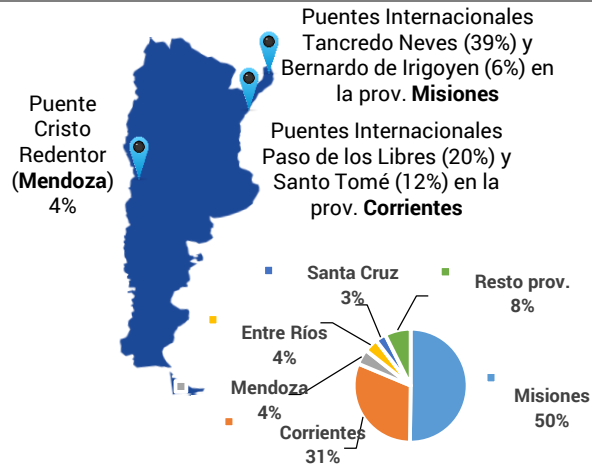 Puentes Internacionales
Tancredo Neves (39%) y
Bernardo de Irigoyen (6%) en
la prov. Misiones
Puente
Cristo
Redentor
(Mendoza)
4%
Puentes Internacionales
Paso de los Libres (20%) y
Santo Tomé (12%) en la
prov. Corrientes
Santa Cruz
3%
Resto prov.
8%
Entre Ríos
4%
Mendoza
4%
Misiones
50%
Corrientes
31%